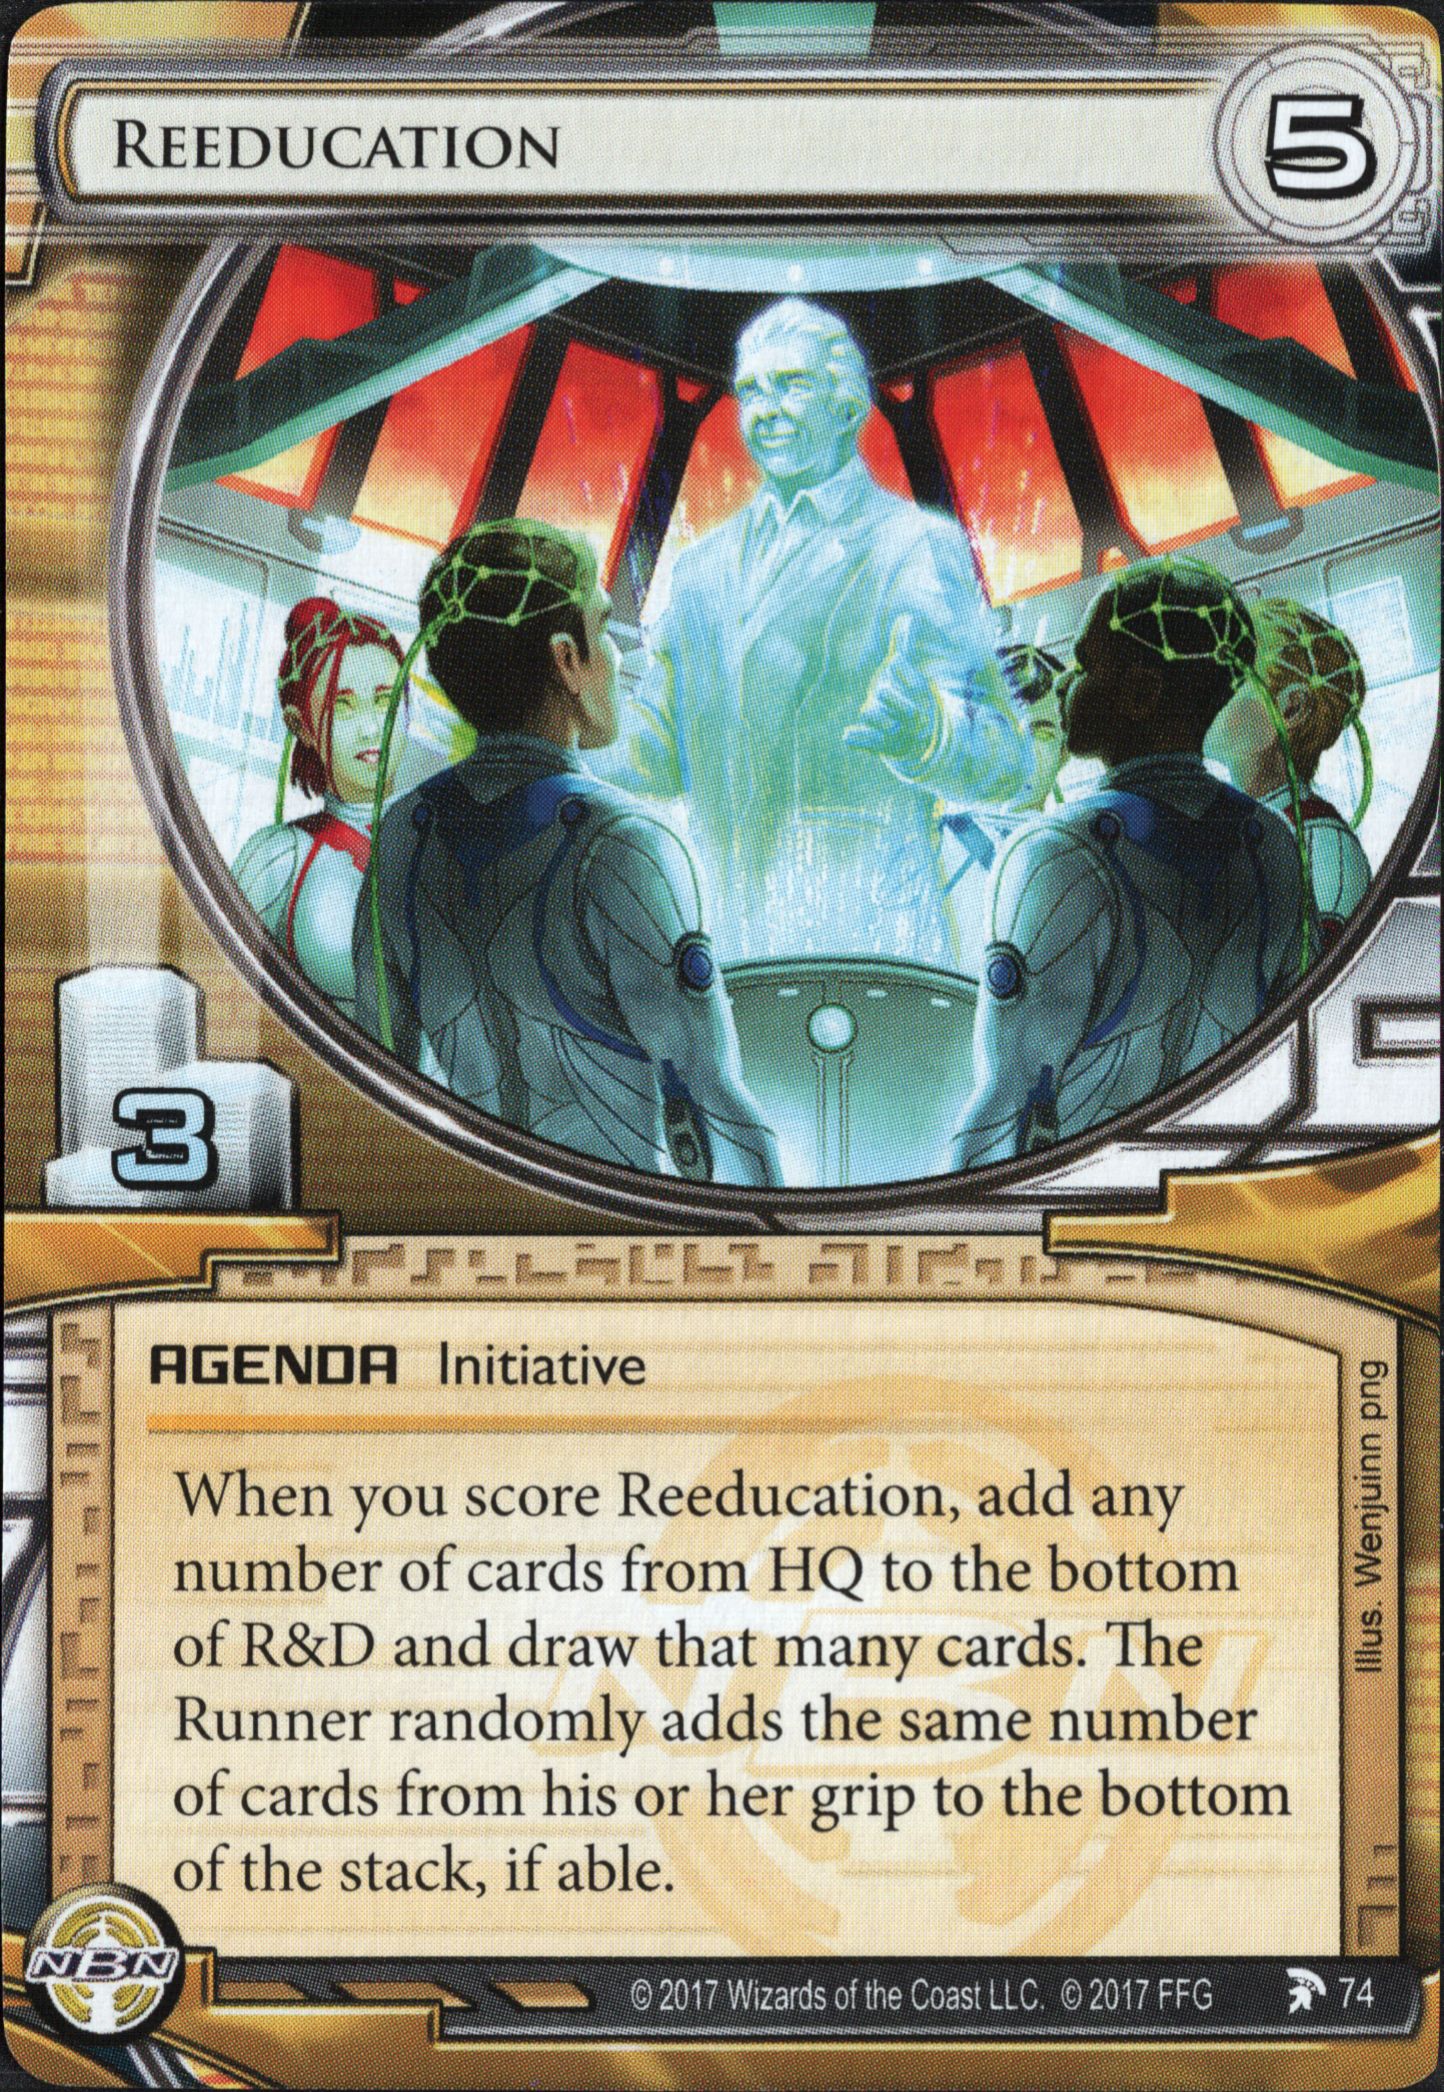 REEDUCATION
5
3
AGENDA Initiative
When you score Reeducation, add any
number of cards from HQ to the bottom
of R&D and draw that many cards. The
Runner randomly adds the same number
of cards from his or her grip to the bottom
of the stack, if able.
Illus. Wenjuinn png
NBN
NBN
© 2017 Wizards of the Coast LLC. © 2017 FFG
74